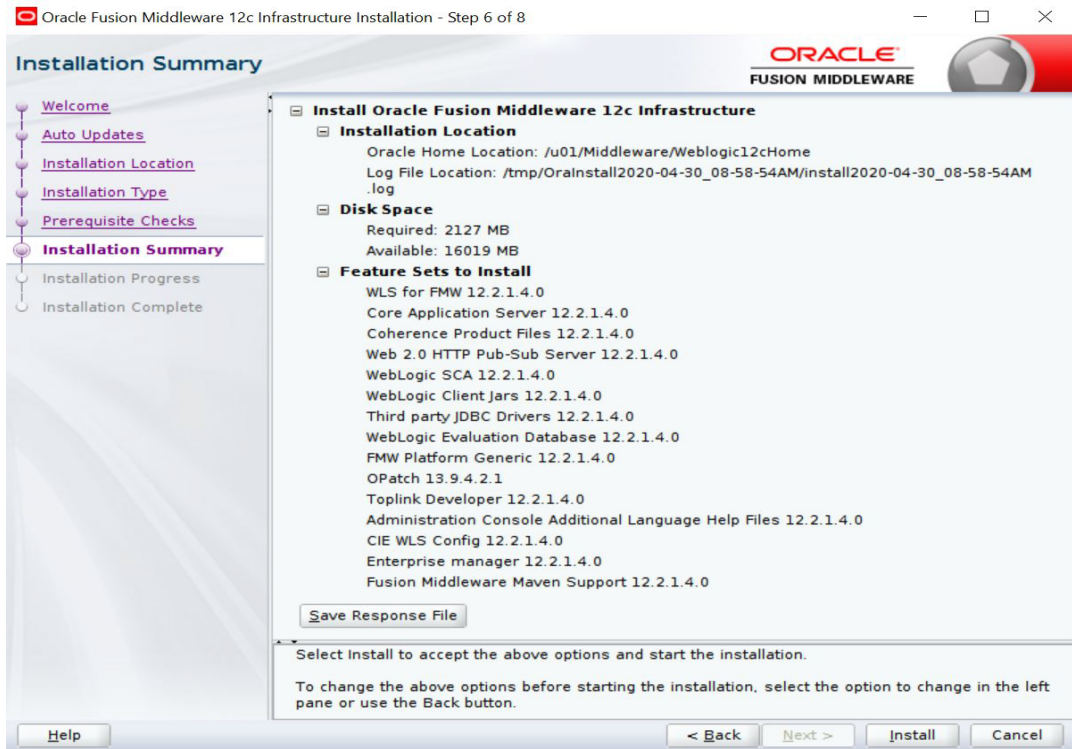 Oracle Fusion Middleware 12c Infrastructure Installation - Step 6 of 8
Installation Summary
ORACLE
FUSION MIDDLEWARE
Welcome
Auto Updates
Installation Location
Installation Type
Prerequisite Checks
Installation Summary
Installation Progress
Installation Complete
Install Oracle Fusion Middleware 12c Infrastructure
Installation Location
Oracle Home Location: /u01/Middleware/Weblogic12cHome
Log File Location: /tmp/OraInstall2020-04-30_08-58-54AM/install2020-04-30_08-58-54AM
.log
Disk Space
Required: 2127 MB
Available: 16019 MB
Feature Sets to Install
WLS for FMW 12.2.1.4.0
Core Application Server 12.2.1.4.0
Coherence Product Files 12.2.1.4.0
Web 2.0 HTTP Pub-Sub Server 12.2.1.4.0
WebLogic SCA 12.2.1.4.0
WebLogic Client Jars 12.2.1.4.0
Third party JDBC Drivers 12.2.1.4.0
WebLogic Evaluation Database 12.2.1.4.0
FMW Platform Generic 12.2.1.4.0
OPatch 13.9.4.2.1
Toplink Developer 12.2.1.4.0
Administration Console Additional Language Help Files 12.2.1.4.0
CIE WLS Config 12.2.1.4.0
Enterprise manager 12.2.1.4.0
Fusion Middleware Maven Support 12.2.1.4.0
Save Response File
Select Install to accept the above options and start the installation.
To change the above options before starting the installation, select the option to change in the left
pane or use the Back button.
Help
< Back
Next >
Install
Cancel